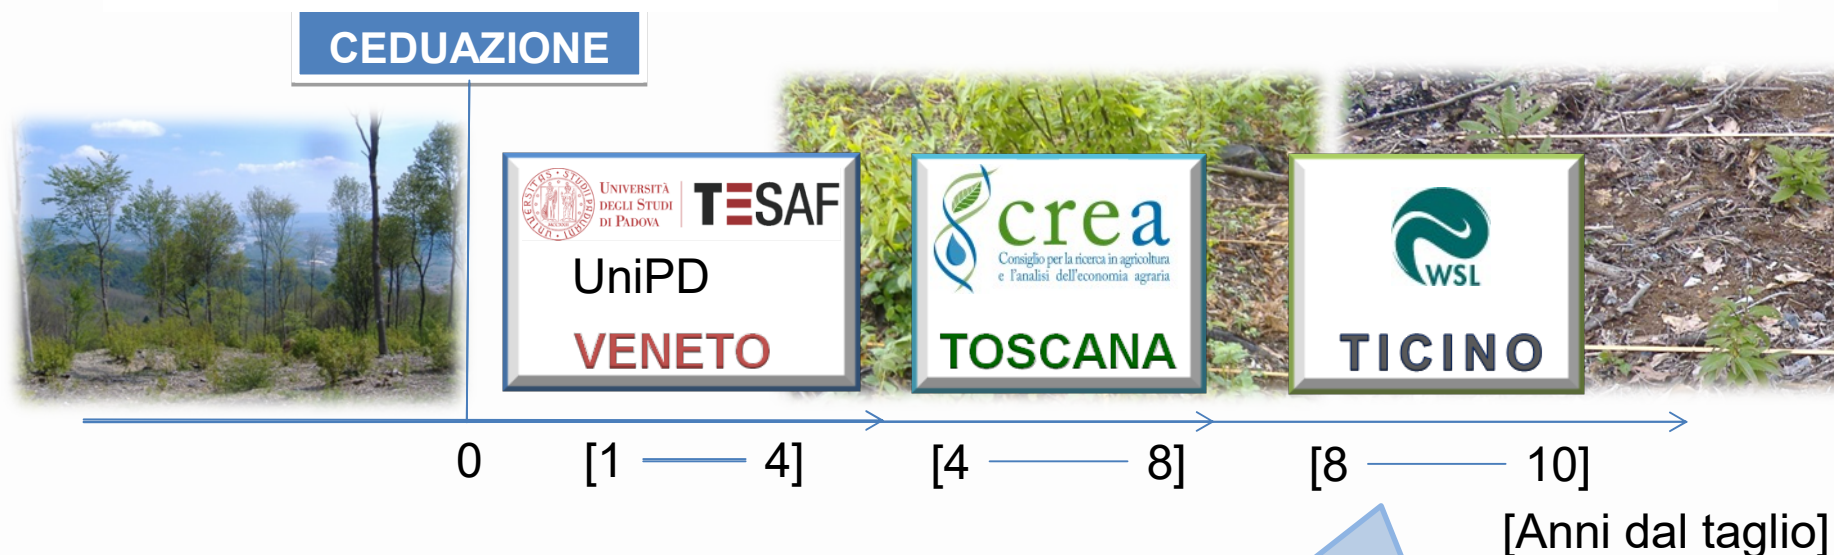 CEDUAZIONE
UNIVERSITÀ
DEGLI STUDI
DI PADOVA
TESAF
UniPD
VENETO
crea
Consiglio per la ricerca in agricoltura
e l'analisi dell'economia agraria
TOSCANA
WSL
TICINO
0 [1 4] [4 8] [8 10]
[Anni dal taglio]